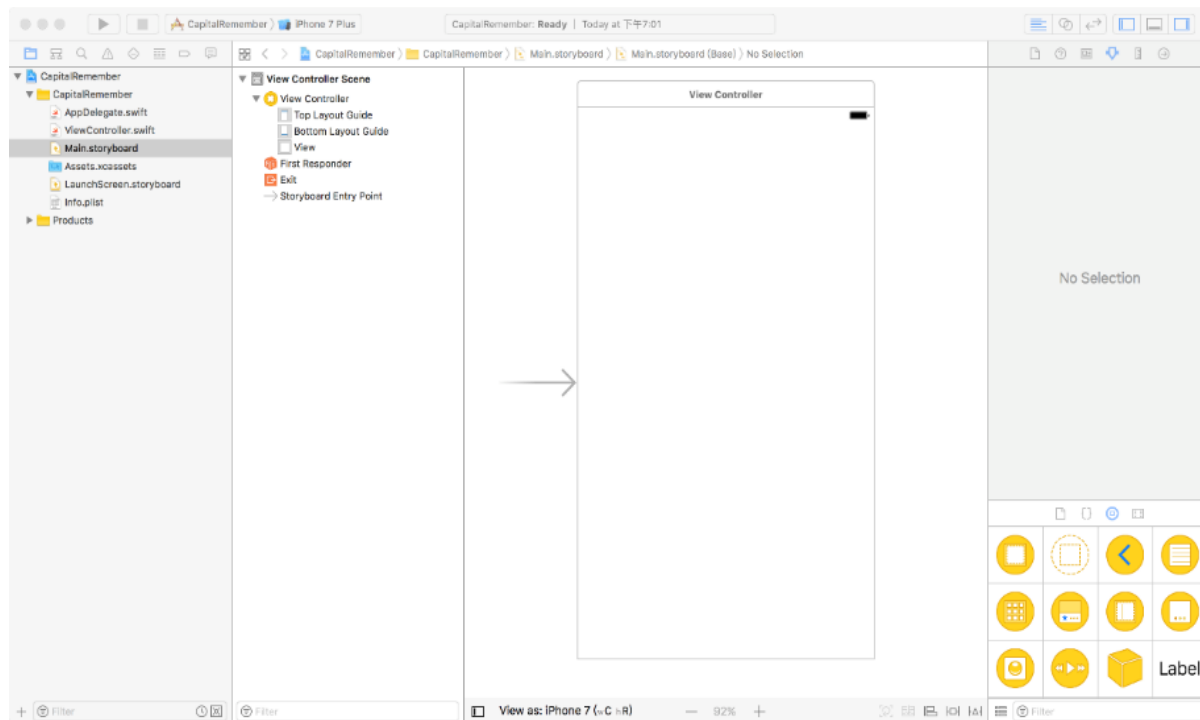 CapitalRemember 〉 iPhone 7 Plus
CapitalRemember: Ready | Today at 下午7:01
CapitalRemember 〉 CapitalRemember 〉 Main.storyboard 〉 Main.storyboard (Base) 〉 No Selection
CapitalRemember
CapitalRemember
AppDelegate.swift
ViewController.swift
Main.storyboard
Assets.xcassets
LaunchScreen.storyboard
Info.plist
Products
Filter
View Controller Scene
View Controller
Top Layout Guide
Bottom Layout Guide
View
First Responder
Exit
Storyboard Entry Point
Filter
View Controller
View as: iPhone 7 (wC hR)
92%
No Selection
Label
Filter